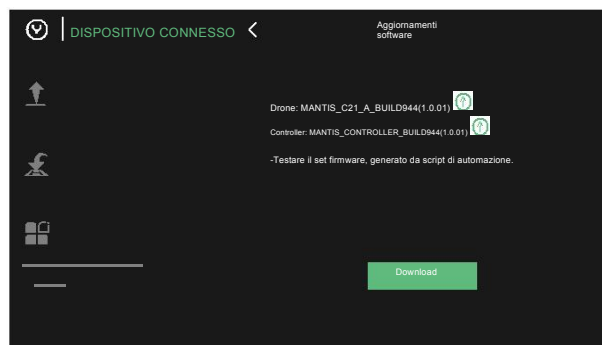 DISPOSITIVO CONNESSO
Aggiornamenti
software
Drone: MANTIS_C21_A_BUILD944(1.0.01)
Controller: MANTIS_CONTROLLER_BUILD944(1.0.01)
-Testare il set firmware, generato da script di automazione.
Download